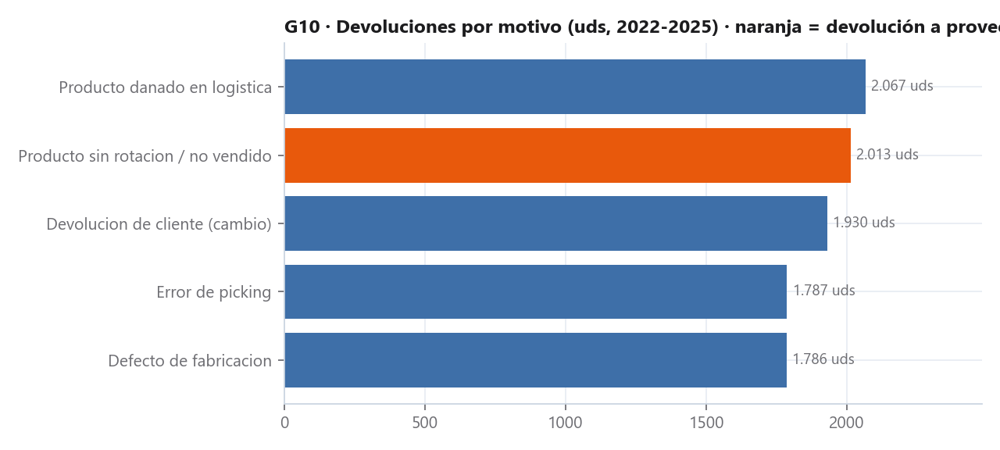 G10 · Devoluciones por motivo (uds, 2022-2025) · naranja = devolución a
Producto danado en logistica
2.067 uds
Producto sin rotacion / no vendido
2.013 uds
Devolucion de cliente (cambio)
1.930 uds
Error de picking
1.787 uds
Defecto de fabricacion
1.786 uds
0 500 1000 1500 2000